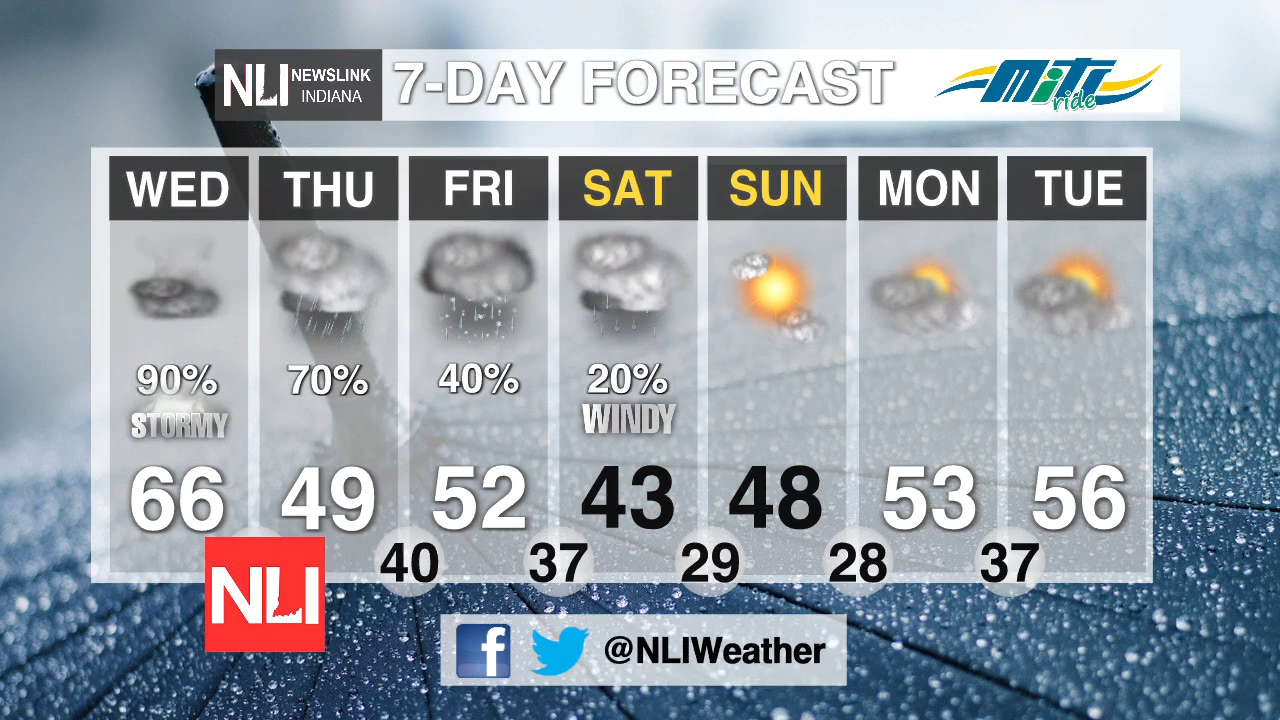 NLI NEWSLINK INDIANA 7-DAY FORECAST MITS ride
WED THU FRI SAT SUN MON TUE
90% 70% 40% 20%
STORMY WINDY
66 49 52 43 48 53 56
40 37 29 28 37
NLI
f @NLIWeather